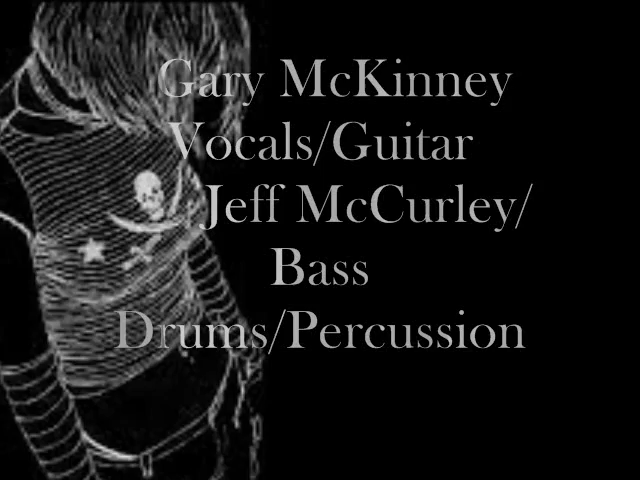 Gary McKinney
Vocals/Guitar
Jeff McCurley/
Bass
Drums/Percussion